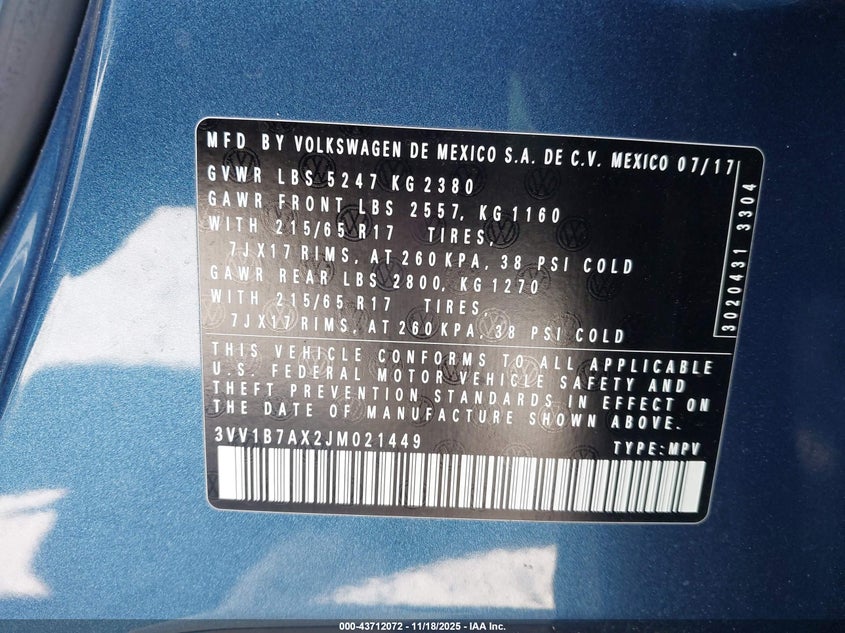 MFD BY VOLKSWAGEN DE MEXICO S.A. DE C.V. MEXICO 07/17
GVWR LBS 5247 KG 2380
GAWR FRONT LBS 2557, KG 1160
WITH 215/65 R17 TIRES,
7JX17 RIMS, AT 260 KPA, 38 PSI COLD
GAWR REAR LBS 2800, KG 1270
WITH 215/65 R17 TIRES,
7JX17 RIMS, AT 260 KPA, 38 PSI COLD
3020431 3304
THIS VEHICLE CONFORMS TO ALL APPLICABLE
U.S. FEDERAL MOTOR VEHICLE SAFETY AND
THEFT PREVENTION STANDARDS IN EFFECT ON
THE DATE OF MANUFACTURE SHOWN ABOVE.
3VV1B7AX2JM021449 TYPE:MPV
000-43712072 — 11/18/2025 — IAA Inc.